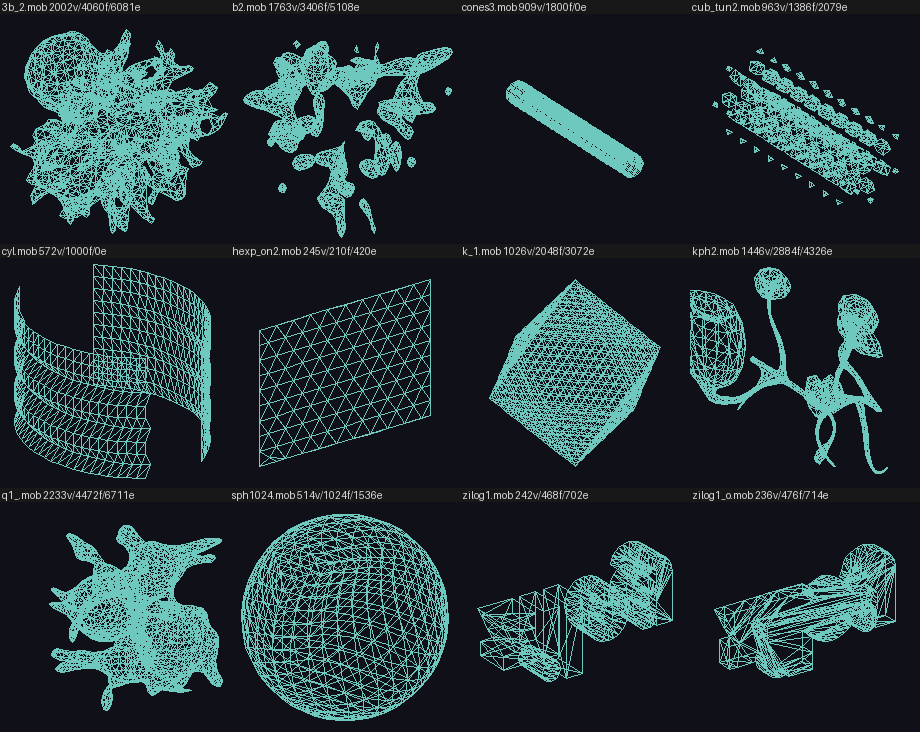 3b_2.mob 2002v/4060f/6081e
b2.mob 1763v/3406f/5108e
cones3.mob 909v/1800f/0e
cub_tun2.mob 963v/1386f/2079e
cyl.mob 572v/1000f/0e
hexp_on2.mob 245v/210f/420e
k_1.mob 1026v/2048f/3072e
kph2.mob 1446v/2884f/4326e
q1_.mob 2233v/4472f/6711e
sph1024.mob 514v/1024f/1536e
zilog1.mob 242v/468f/702e
zilog1_o.mob 236v/476f/714e